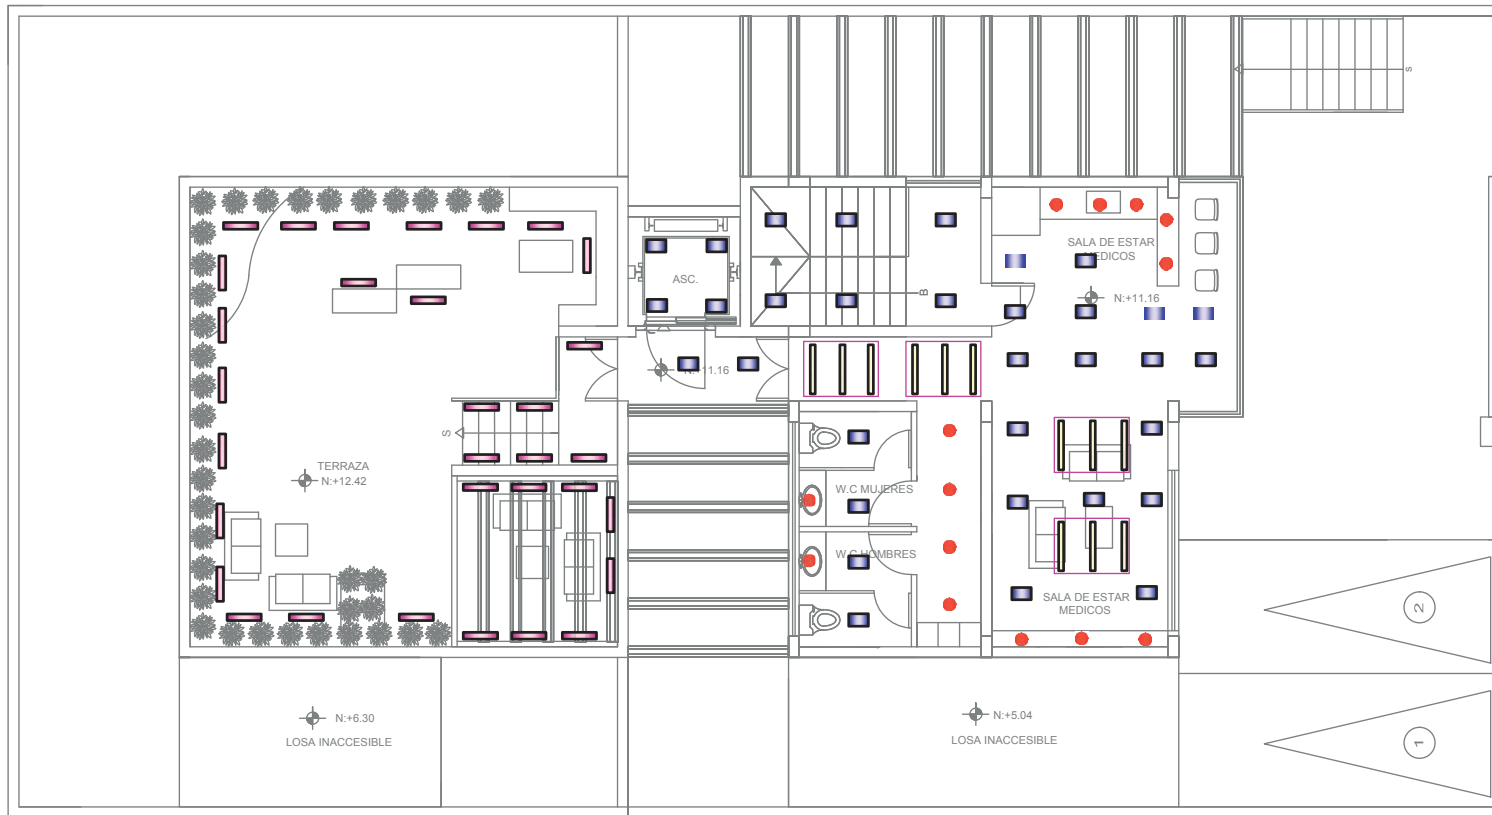 S
SALA DE ESTAR
MEDICOS
ASC.
N:+11.16
B
N:+11.16
S
TERRAZA
N:+12.42
W.C MUJERES
W.C HOMBRES
SALA DE ESTAR
MEDICOS
2
N:+6.30
LOSA INACCESIBLE
N:+5.04
LOSA INACCESIBLE
1